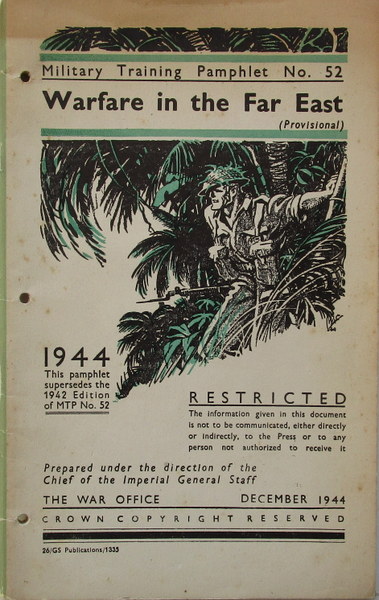 Military Training Pamphlet No. 52
Warfare in the Far East
(Provisional)
1944
This pamphlet
supersedes the
1942 Edition
of MTP No. 52
RESTRICTED
The information given in this document
is not to be communicated, either directly
or indirectly, to the Press or to any
person not authorized to receive it
Prepared under the direction of the
Chief of the Imperial General Staff
THE WAR OFFICE DECEMBER 1944
CROWN COPYRIGHT RESERVED
26/GS Publications/1335